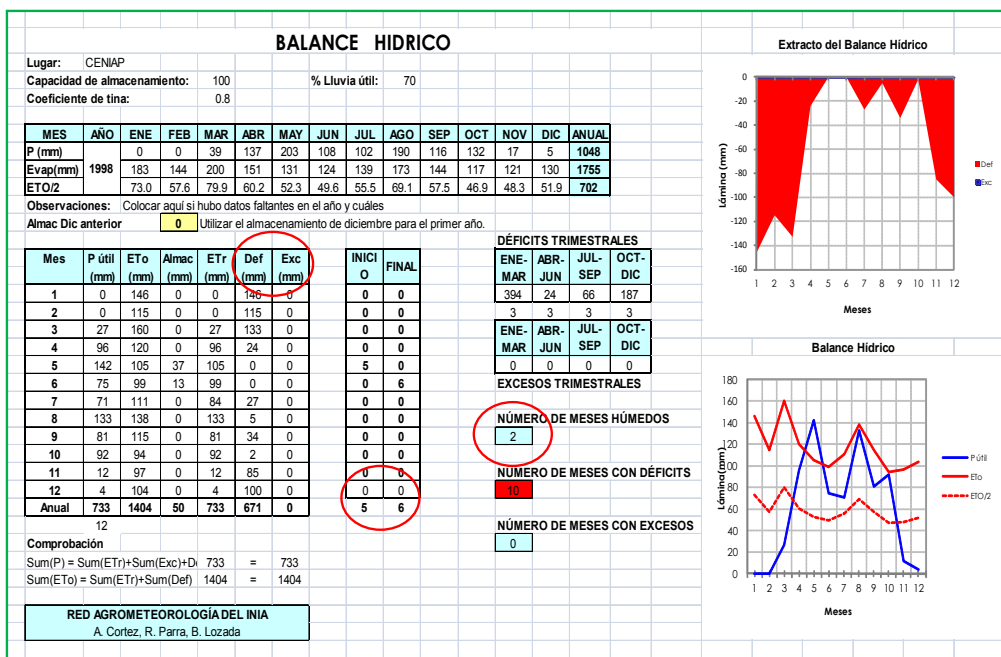 BALANCE HIDRICO
Lugar: CENIAP
Capacidad de almacenamiento: 100 % Lluvia útil: 70
Coeficiente de tina: 0.8
MES AÑO ENE FEB MAR ABR MAY JUN JUL AGO SEP OCT NOV DIC ANUAL
P (mm) 0 0 39 137 203 108 102 190 116 132 17 5 1048
Evap(mm) 1998 183 144 200 151 131 124 139 173 144 117 121 130 1755
ETO/2 73.0 57.6 79.9 60.2 52.3 49.6 55.5 69.1 57.5 46.9 48.3 51.9 702
Observaciones: Colocar aquí si hubo datos faltantes en el año y cuáles
Almac Dic anterior 0 Utilizar el almacenamiento de diciembre para el primer año.
Mes P útil ETo Almac ETr Def Exc INICI FINAL
(mm) (mm) (mm) (mm) (mm) (mm) O
1 0 146 0 0 146 0 0 0
2 0 115 0 0 115 0 0 0
3 27 160 0 27 133 0 0 0
4 96 120 0 96 24 0 0 0
5 142 105 37 105 0 0 5 0
6 75 99 13 99 0 0 0 6
7 71 111 0 84 27 0 0 0
8 133 138 0 133 5 0 0 0
9 81 115 0 81 34 0 0 0
10 92 94 0 92 2 0 0 0
11 12 97 0 12 85 0 0 0
12 4 104 0 4 100 0 0 0
Anual 733 1404 50 733 671 0 5 6
12
Comprobación
Sum(P) = Sum(ETr)+Sum(Exc)+D 733 = 733
Sum(ETo) = Sum(ETr)+Sum(Def) 1404 = 1404
RED AGROMETEOROLOGÍA DEL INIA
A. Cortez, R. Parra, B. Lozada
DÉFICITS TRIMESTRALES
ENE- ABR- JUL- OCT-
MAR JUN SEP DIC
394 24 66 187
3 3 3 3
ENE- ABR- JUL- OCT-
MAR JUN SEP DIC
0 0 0 0
EXCESOS TRIMESTRALES
NÚMERO DE MESES HÚMEDOS
2
NÚMERO DE MESES CON DÉFICITS
10
NÚMERO DE MESES CON EXCESOS
0
Extracto del Balance Hídrico
0
-20
-40
-60
-80
-100
-120
-140
-160
Lámina (mm)
1 2 3 4 5 6 7 8 9 10 11 12
Meses
Def
Exc
Balance Hídrico
180
160
140
120
100
80
60
40
20
0
Lámina(mm)
1 2 3 4 5 6 7 8 9 10 11 12
Meses
P útil
ETo
ETO/2